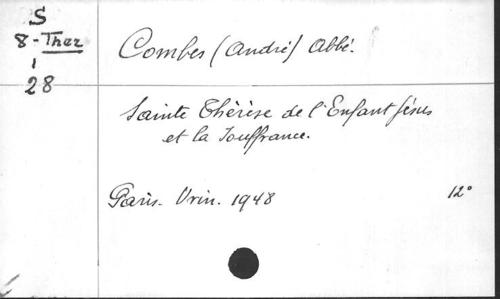 S
8-Ther
1
28
Combes (André) Abbé.
Sainte Thérèse de l'Enfant Jésus
et la Souffrance.
Paris. Vrin. 1948 12°